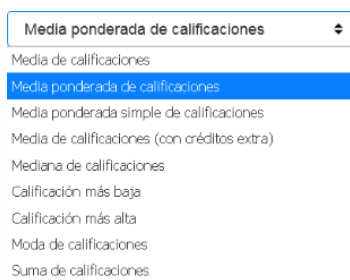 Media ponderada de calificaciones
Media de calificaciones
Media ponderada de calificaciones
Media ponderada simple de calificaciones
Media de calificaciones (con créditos extra)
Mediana de calificaciones
Calificación más baja
Calificación más alta
Moda de calificaciones
Suma de calificaciones